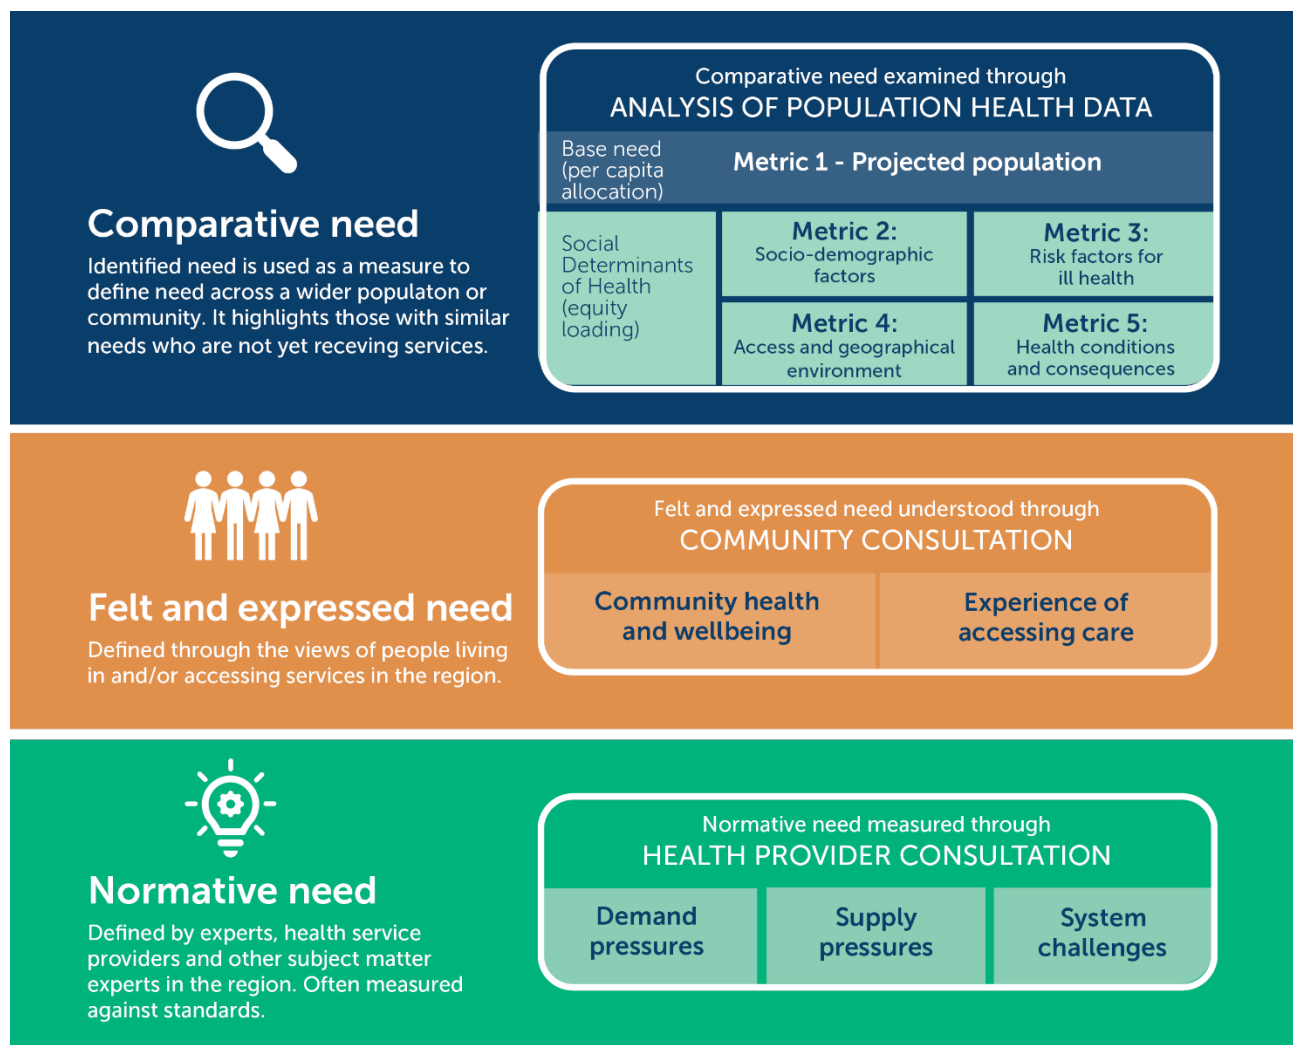 Comparative need
Identified need is used as a measure to
define need across a wider populaton or
community. It highlights those with similar
needs who are not yet receving services.
Comparative need examined through
ANALYSIS OF POPULATION HEALTH DATA
Base need
(per capita
allocation)
Metric 1 - Projected population
Social
Determinants
of Health
(equity
loading)
Metric 2:
Socio-demographic
factors
Metric 3:
Risk factors for
ill health
Metric 4:
Access and geographical
environment
Metric 5:
Health conditions
and consequences
Felt and expressed need
Defined through the views of people living
in and/or accessing services in the region.
Felt and expressed need understood through
COMMUNITY CONSULTATION
Community health
and wellbeing
Experience of
accessing care
Normative need
Defined by experts, health service
providers and other subject matter
experts in the region. Often measured
against standards.
Normative need measured through
HEALTH PROVIDER CONSULTATION
Demand
pressures
Supply
pressures
System
challenges